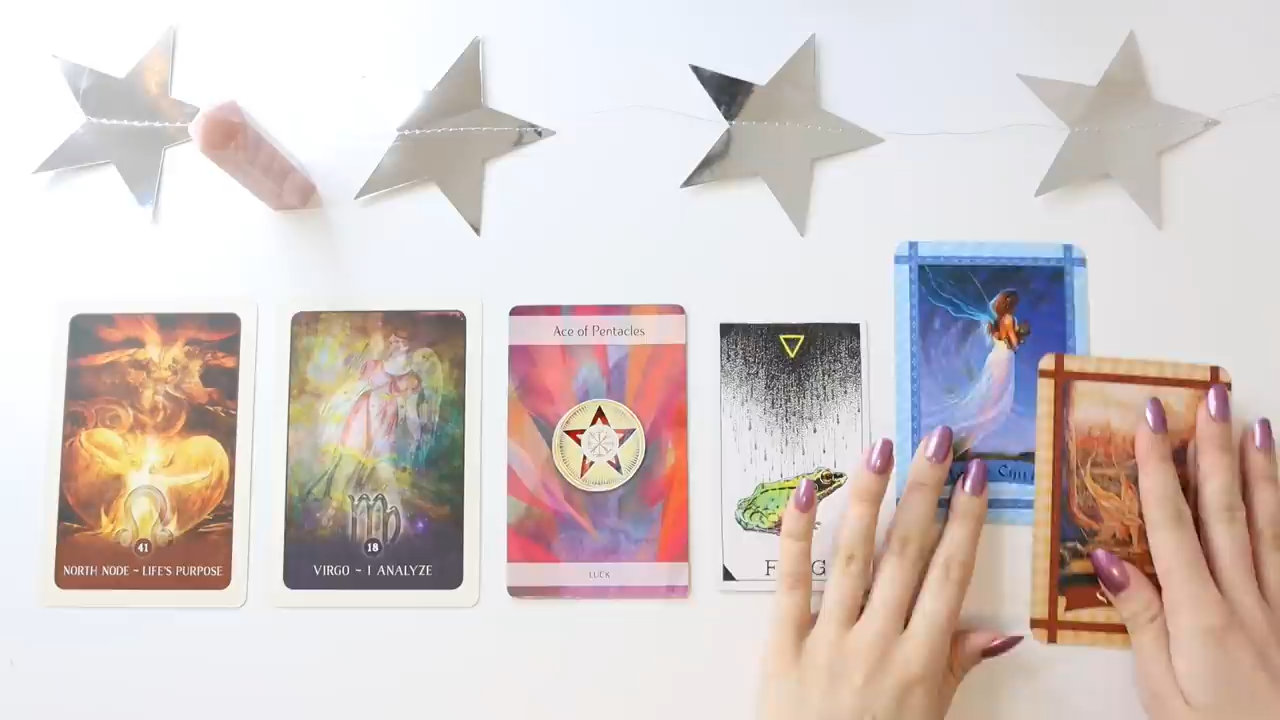 41
NORTH NODE ~ LIFE'S PURPOSE
18
VIRGO ~ I ANALYZE
Ace of Pentacles
LUCK